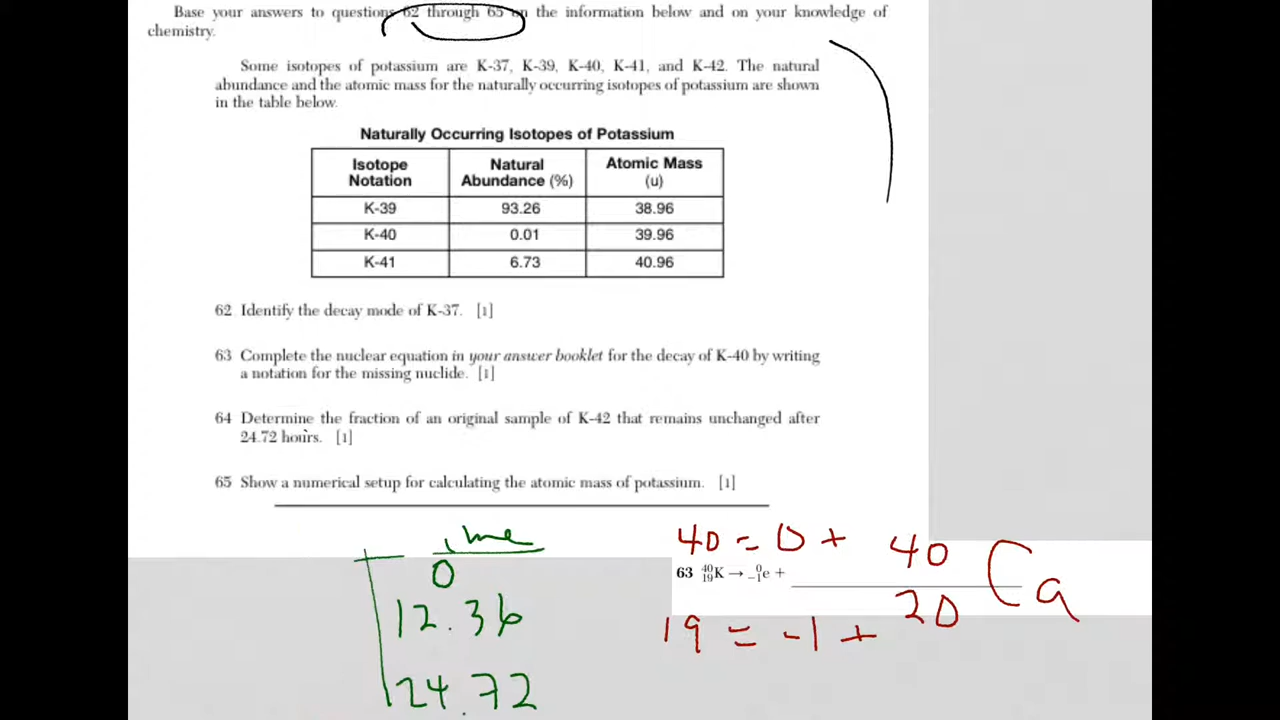 Base your answers to questions 62 through 65 on the information below and on your knowledge of
chemistry.
Some isotopes of potassium are K-37, K-39, K-40, K-41, and K-42. The natural
abundance and the atomic mass for the naturally occurring isotopes of potassium are shown
in the table below.
Naturally Occurring Isotopes of Potassium
Isotope Notation Natural Abundance (%) Atomic Mass (u)
K-39 93.26 38.96
K-40 0.01 39.96
K-41 6.73 40.96
62 Identify the decay mode of K-37. [1]
63 Complete the nuclear equation in your answer booklet for the decay of K-40 by writing
a notation for the missing nuclide. [1]
64 Determine the fraction of an original sample of K-42 that remains unchanged after
24.72 hours. [1]
65 Show a numerical setup for calculating the atomic mass of potassium. [1]
time
0
12.36
24.72
40 = 0 + 40
63 ⁴⁰₁₉K → ⁰₋₁e + ____ Ca
19 = -1 + 20